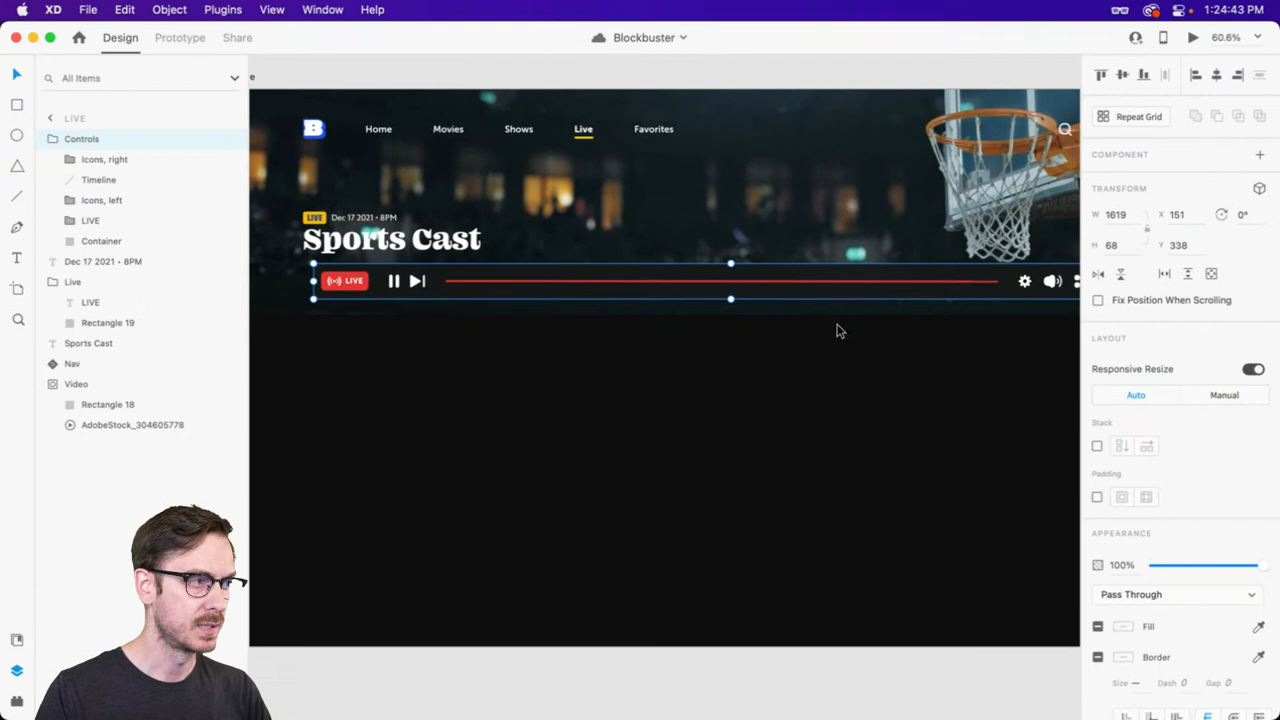 XD File Edit Object Plugins View Window Help 1:24:43 PM
Design Prototype Share Blockbuster 60.6%
All Items
e
LIVE
Controls
Icons, right
Timeline
Icons, left
LIVE
Container
Dec 17 2021 • 8PM
Live
LIVE
Rectangle 19
Sports Cast
Nav
Video
Rectangle 18
AdobeStock_304605778
B Home Movies Shows Live Favorites
LIVE Dec 17 2021 • 8PM
Sports Cast
LIVE
Repeat Grid
COMPONENT
TRANSFORM
W 1619 X 151 0°
H 68 Y 338
Fix Position When Scrolling
LAYOUT
Responsive Resize
Auto Manual
Stack
Padding
APPEARANCE
100%
Pass Through
Fill
Border
Size — Dash 0 Gap 0